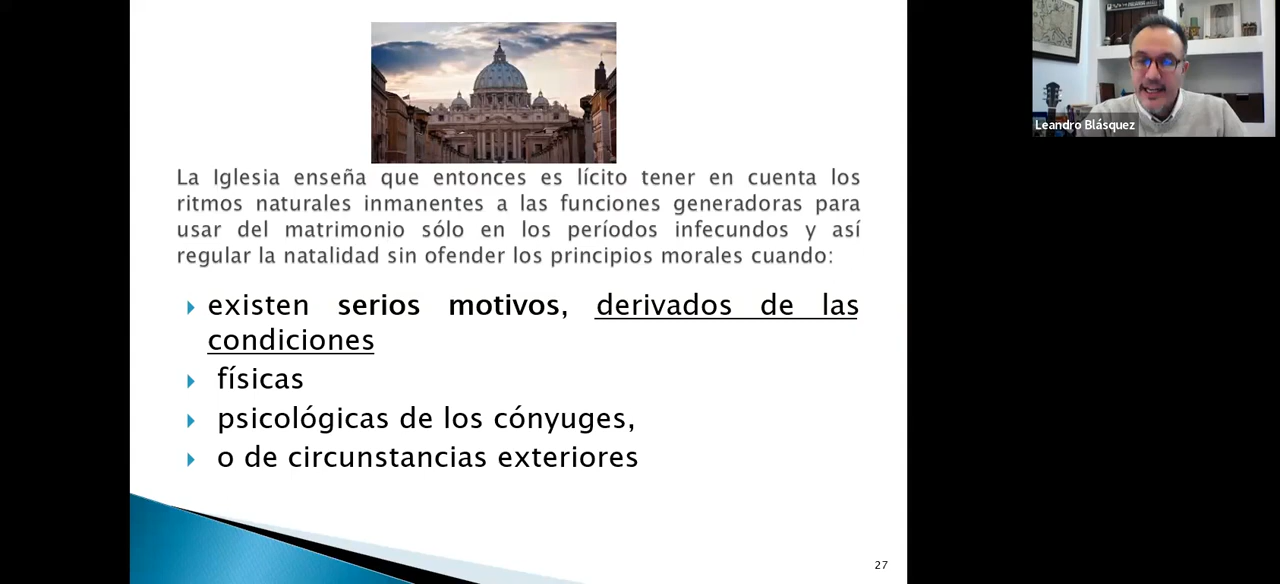 La Iglesia enseña que entonces es lícito tener en cuenta los
ritmos naturales inmanentes a las funciones generadoras para
usar del matrimonio sólo en los períodos infecundos y así
regular la natalidad sin ofender los principios morales cuando:
existen serios motivos, derivados de las
condiciones
físicas
psicológicas de los cónyuges,
o de circunstancias exteriores
27
Leandro Blásquez